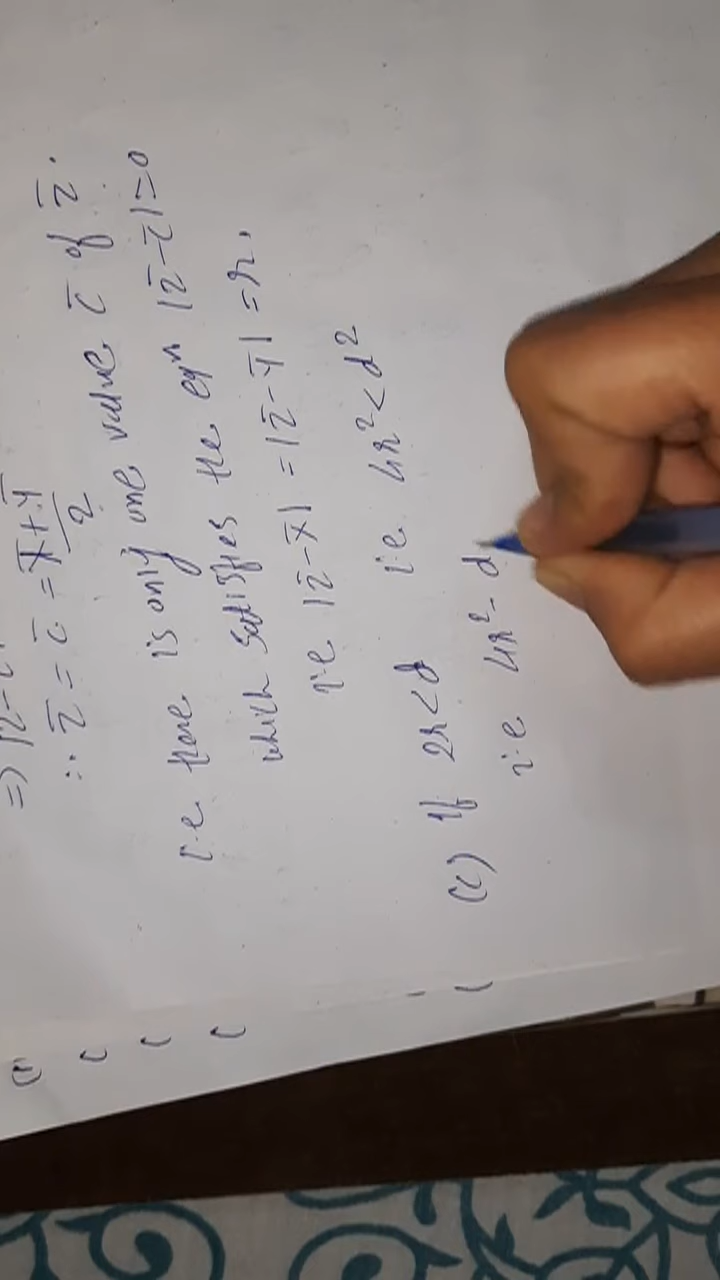 ∴ z̄ = c̄ = (x̄+ȳ)/2
i.e there is only one value c̄ of z̄.
which satisfies the eqn |z̄-c̄|=0
i.e |z̄-x̄| = |z̄-ȳ| = r.
(c) If 2r<d i.e. 4r²<d²
i.e 4r²-d